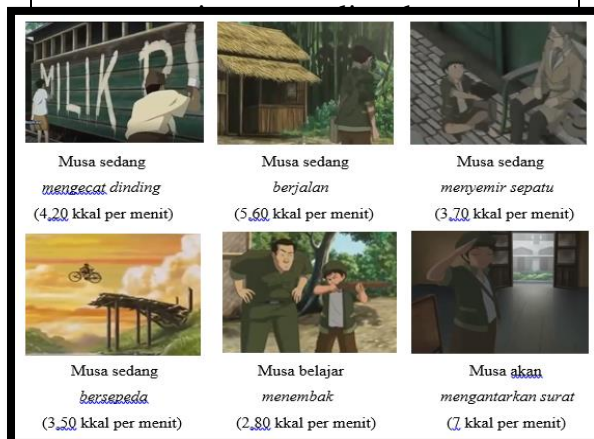 MILIK RI
Musa sedang
mengecat dinding
(4,20 kkal per menit)
Musa sedang
berjalan
(5,60 kkal per menit)
Musa sedang
menyemir sepatu
(3,70 kkal per menit)
Musa sedang
bersepeda
(3,50 kkal per menit)
Musa belajar
menembak
(2,80 kkal per menit)
Musa akan
mengantarkan surat
(7 kkal per menit)